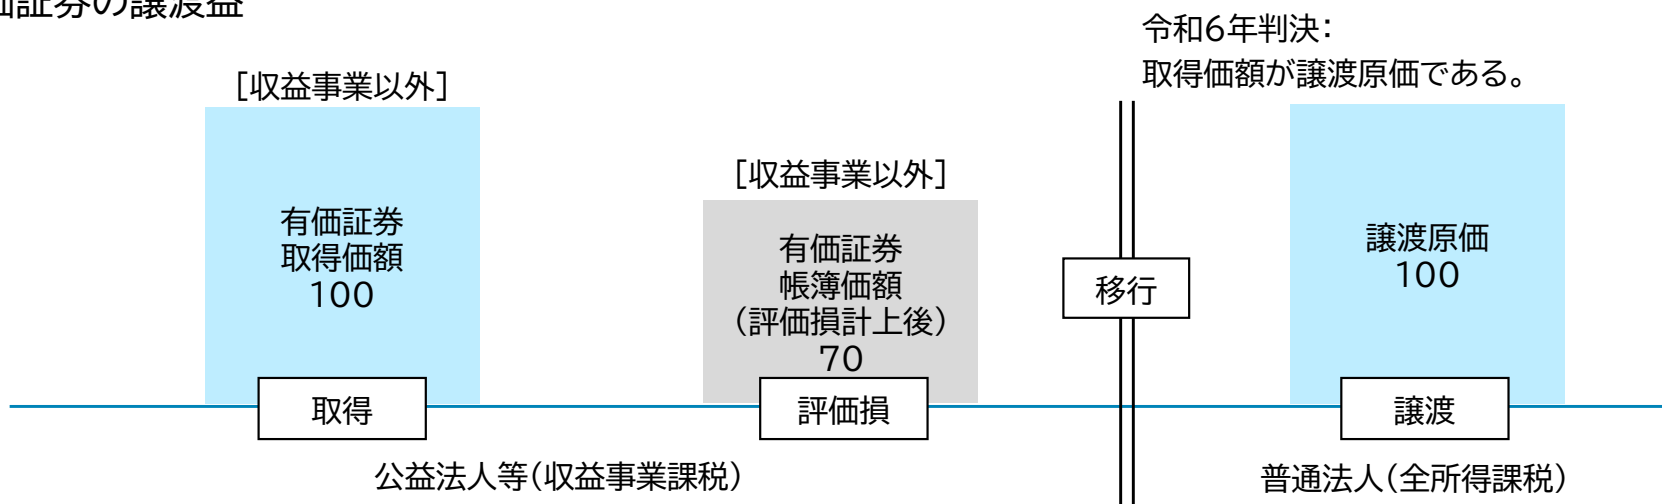 価証券の譲渡益
令和6年判決：
取得価額が譲渡原価である。
［収益事業以外］
［収益事業以外］
有価証券
取得価額
100
有価証券
帳簿価額
（評価損計上後）
70
移行
譲渡原価
100
取得
評価損
譲渡
公益法人等（収益事業課税）
普通法人（全所得課税）